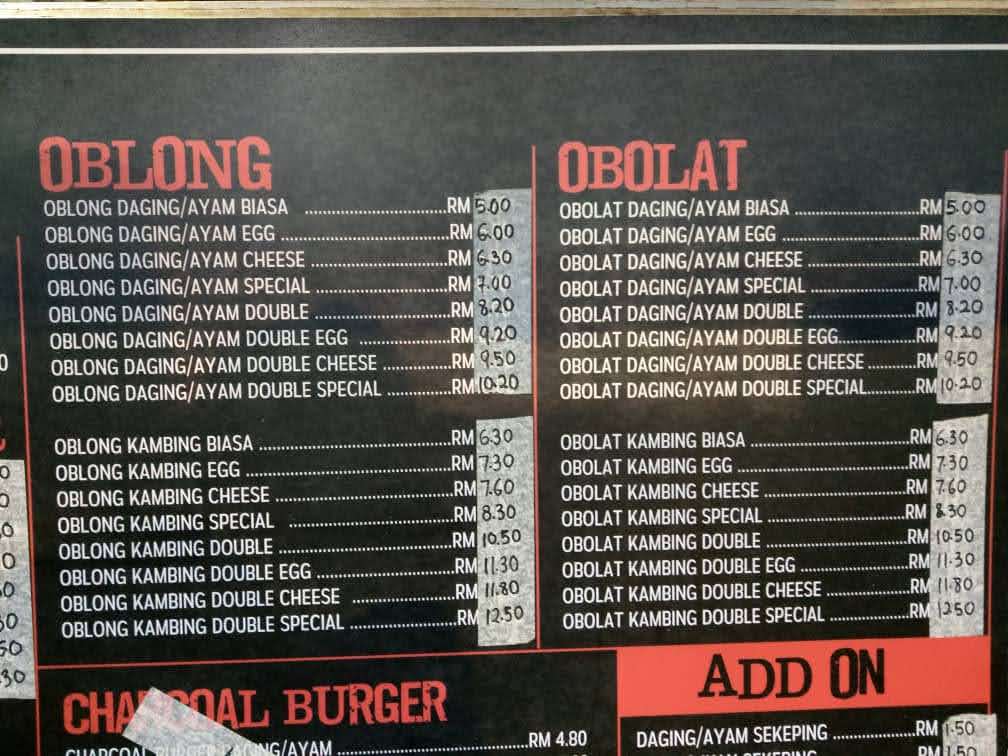 OBLONG
OBLONG DAGING/AYAM BIASA ........ RM 5.00
OBLONG DAGING/AYAM EGG ........ RM 6.00
OBLONG DAGING/AYAM CHEESE ........ RM 6.30
OBLONG DAGING/AYAM SPECIAL ........ RM 7.00
OBLONG DAGING/AYAM DOUBLE ........ RM 8.20
OBLONG DAGING/AYAM DOUBLE EGG ........ RM 9.20
OBLONG DAGING/AYAM DOUBLE CHEESE ........ RM 9.50
OBLONG DAGING/AYAM DOUBLE SPECIAL ........ RM 10.20
OBLONG KAMBING BIASA ........ RM 6.30
OBLONG KAMBING EGG ........ RM 7.30
OBLONG KAMBING CHEESE ........ RM 7.60
OBLONG KAMBING SPECIAL ........ RM 8.30
OBLONG KAMBING DOUBLE ........ RM 10.50
OBLONG KAMBING DOUBLE EGG ........ RM 11.30
OBLONG KAMBING DOUBLE CHEESE ........ RM 11.80
OBLONG KAMBING DOUBLE SPECIAL ........ RM 12.50
OBOLAT
OBOLAT DAGING/AYAM BIASA ........ RM 5.00
OBOLAT DAGING/AYAM EGG ........ RM 6.00
OBOLAT DAGING/AYAM CHEESE ........ RM 6.30
OBOLAT DAGING/AYAM SPECIAL ........ RM 7.00
OBOLAT DAGING/AYAM DOUBLE ........ RM 8.20
OBOLAT DAGING/AYAM DOUBLE EGG ........ RM 9.20
OBOLAT DAGING/AYAM DOUBLE CHEESE ........ RM 9.50
OBOLAT DAGING/AYAM DOUBLE SPECIAL ........ RM 10.20
OBOLAT KAMBING BIASA ........ RM 6.30
OBOLAT KAMBING EGG ........ RM 7.30
OBOLAT KAMBING CHEESE ........ RM 7.60
OBOLAT KAMBING SPECIAL ........ RM 8.30
OBOLAT KAMBING DOUBLE ........ RM 10.50
OBOLAT KAMBING DOUBLE EGG ........ RM 11.30
OBOLAT KAMBING DOUBLE CHEESE ........ RM 11.80
OBOLAT KAMBING DOUBLE SPECIAL ........ RM 12.50
CHARCOAL BURGER
CHARCOAL BURGER DAGING/AYAM ........ RM 4.80
ADD ON
DAGING/AYAM SEKEPING ........ RM 1.50